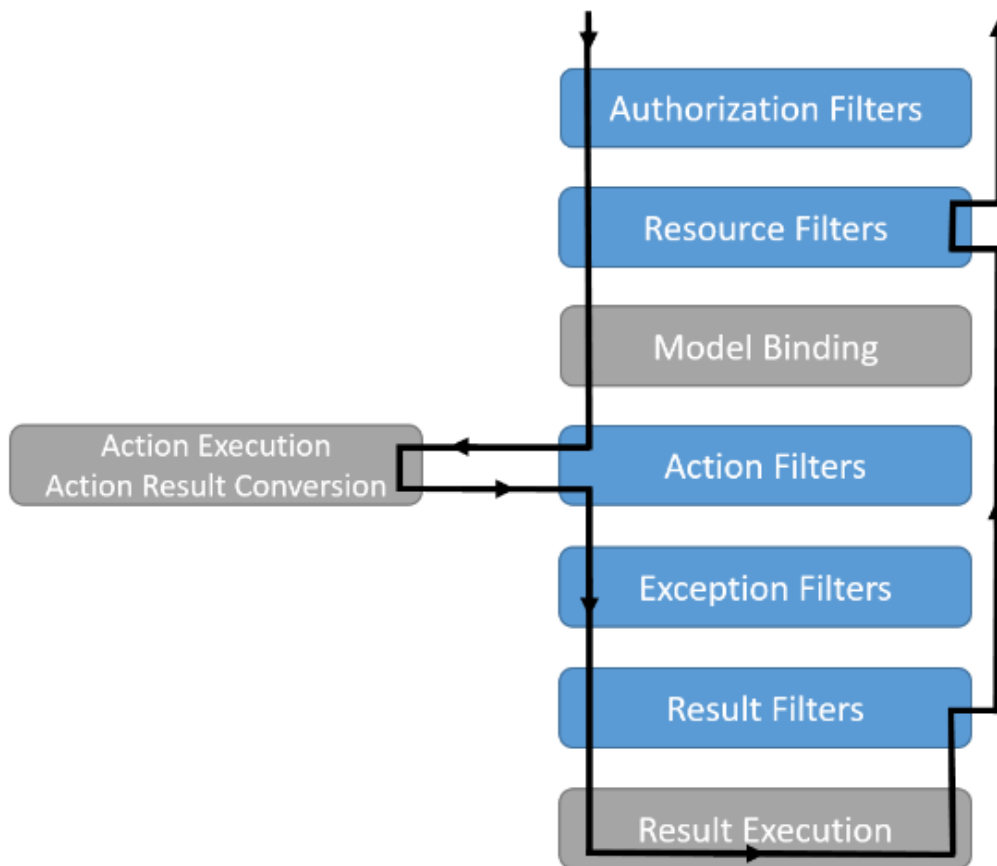 Authorization Filters
Resource Filters
Model Binding
Action Execution
Action Result Conversion
Action Filters
Exception Filters
Result Filters
Result Execution